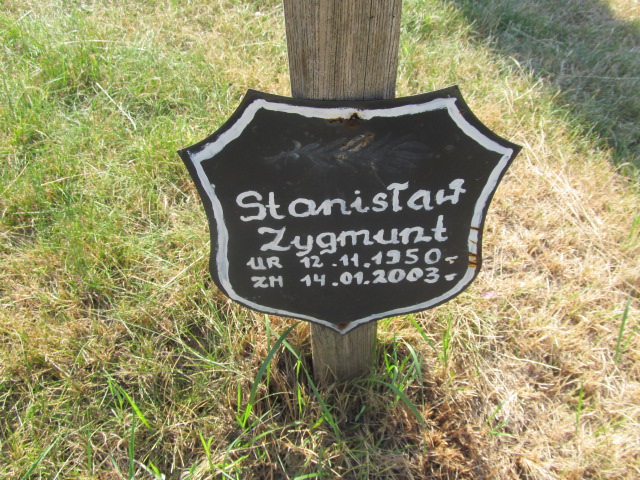 Stanisław
Zygmunt
UR 12.11.1950-
ZM 14.01.2003-